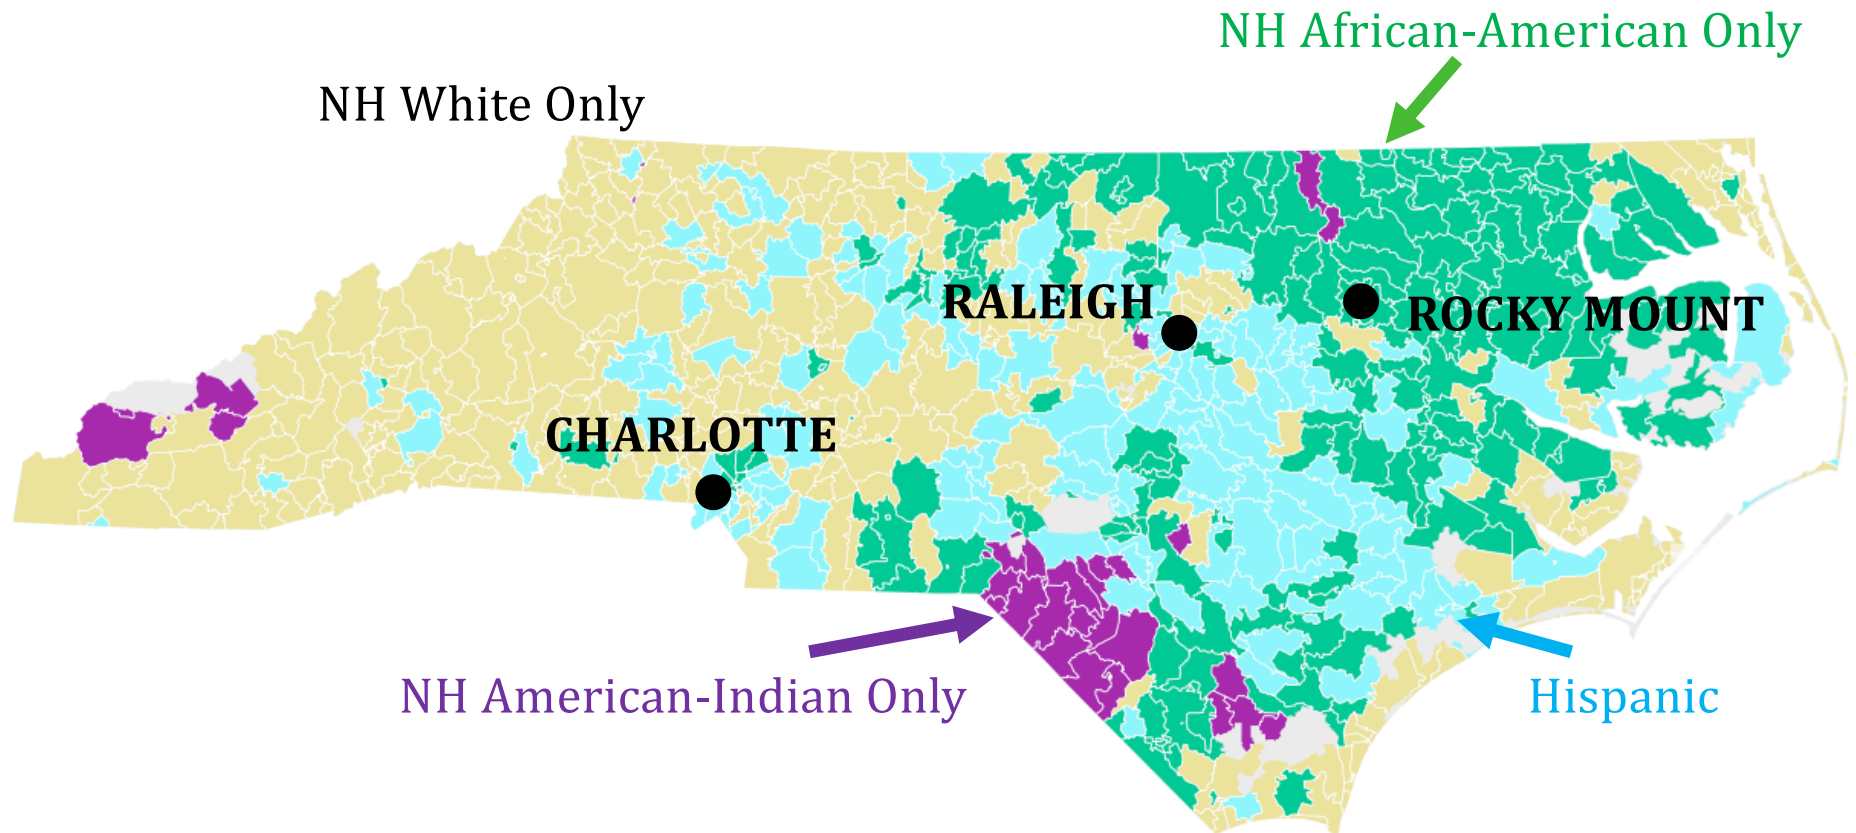 NH African-American Only
NH White Only
RALEIGH
ROCKY MOUNT
CHARLOTTE
NH American-Indian Only
Hispanic